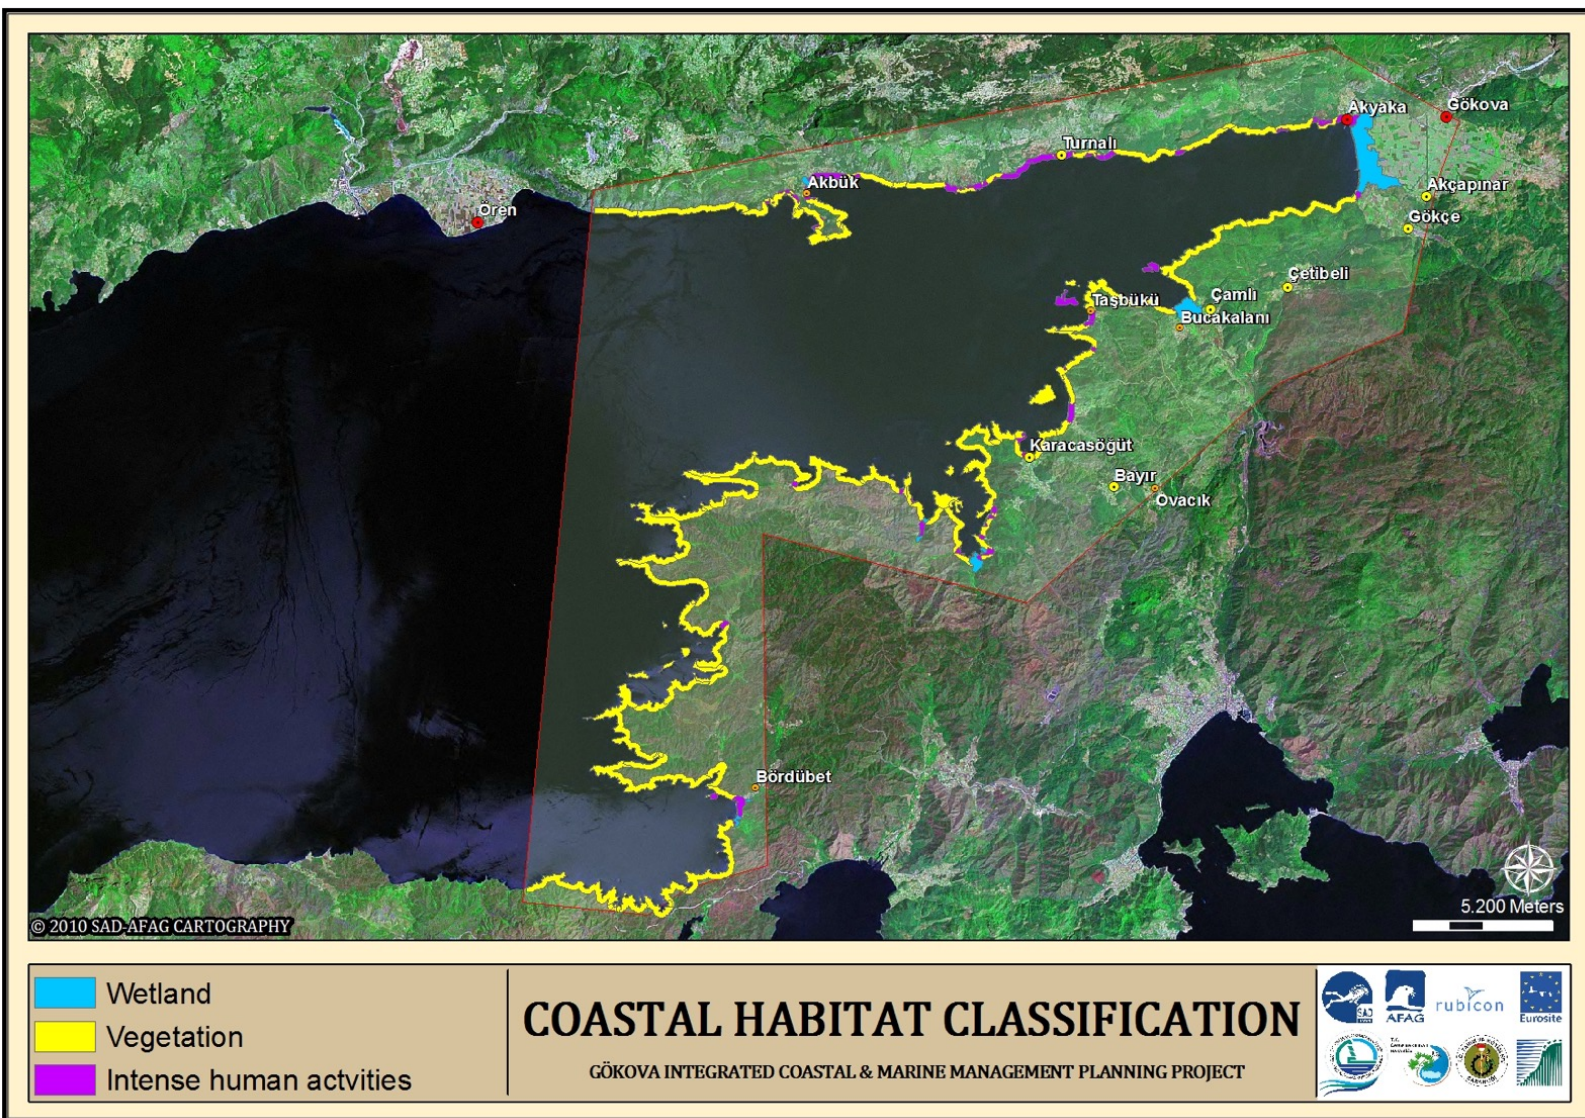 Akyaka
Gökova
Turnalı
Akbük
Akçapınar
Ören
Gökçe
Çetibeli
Taşbükü
Çamlı
Bucakalanı
Karacasöğüt
Bayır
Ovacık
Bördübet
5.200 Meters
© 2010 SAD-AFAG CARTOGRAPHY
Wetland
Vegetation
Intense human actvities
COASTAL HABITAT CLASSIFICATION
GÖKOVA INTEGRATED COASTAL & MARINE MANAGEMENT PLANNING PROJECT
SAD
AFAG
rubicon
Eurosite